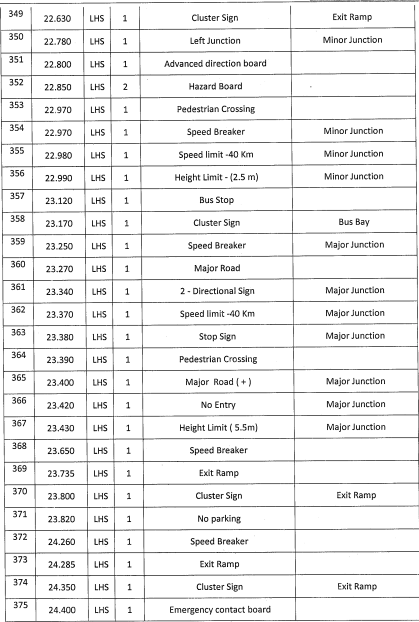 349 22.630 LHS 1 Cluster Sign Exit Ramp
350 22.780 LHS 1 Left Junction Minor Junction
351 22.800 LHS 1 Advanced direction board
352 22.850 LHS 2 Hazard Board
353 22.970 LHS 1 Pedestrian Crossing
354 22.970 LHS 1 Speed Breaker Minor Junction
355 22.980 LHS 1 Speed limit -40 Km Minor Junction
356 22.990 LHS 1 Height Limit - (2.5 m) Minor Junction
357 23.120 LHS 1 Bus Stop
358 23.170 LHS 1 Cluster Sign Bus Bay
359 23.250 LHS 1 Speed Breaker Major Junction
360 23.270 LHS 1 Major Road
361 23.340 LHS 1 2 - Directional Sign Major Junction
362 23.370 LHS 1 Speed limit -40 Km Major Junction
363 23.380 LHS 1 Stop Sign Major Junction
364 23.390 LHS 1 Pedestrian Crossing
365 23.400 LHS 1 Major Road ( + ) Major Junction
366 23.420 LHS 1 No Entry Major Junction
367 23.430 LHS 1 Height Limit ( 5.5m) Major Junction
368 23.650 LHS 1 Speed Breaker
369 23.735 LHS 1 Exit Ramp
370 23.800 LHS 1 Cluster Sign Exit Ramp
371 23.820 LHS 1 No parking
372 24.260 LHS 1 Speed Breaker
373 24.285 LHS 1 Exit Ramp
374 24.350 LHS 1 Cluster Sign Exit Ramp
375 24.400 LHS 1 Emergency contact board